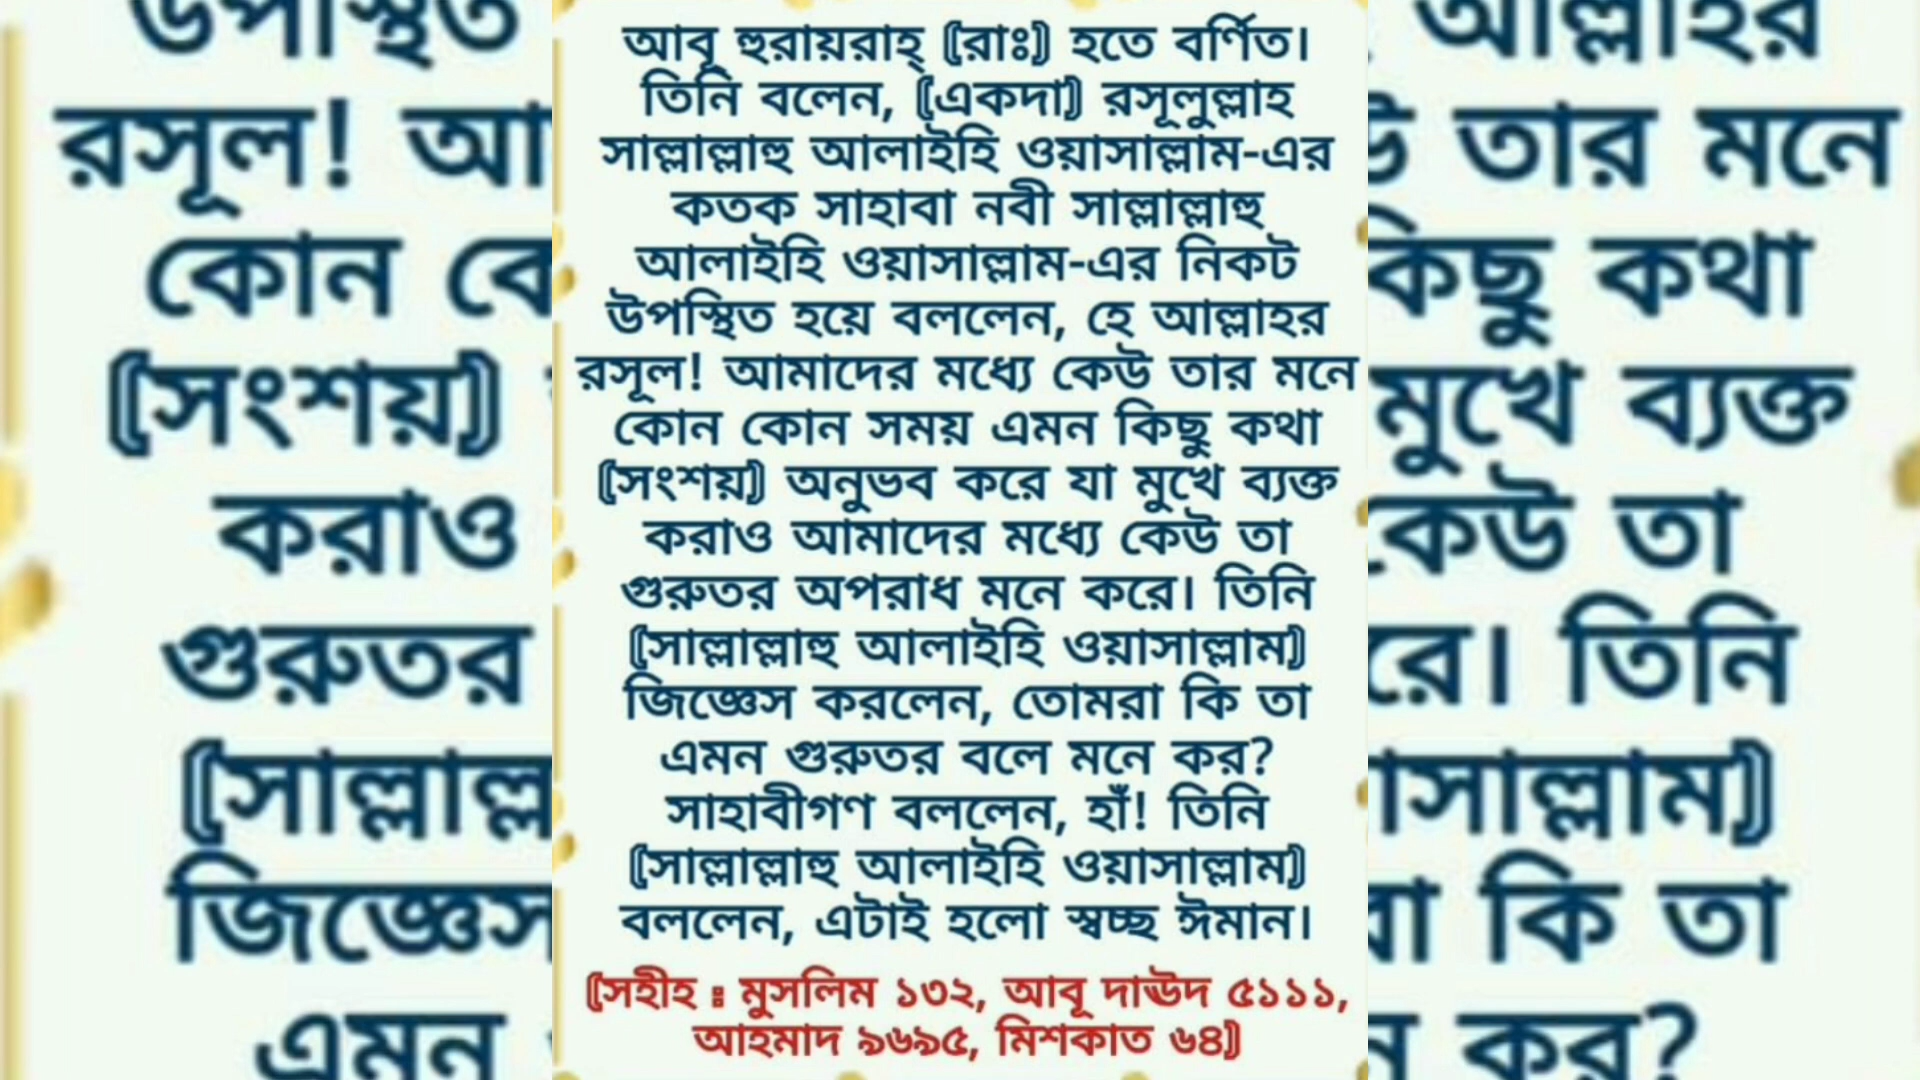 আবূ হুরায়রাহ্ (রাঃ) হতে বর্ণিত।
তিনি বলেন, (একদা) রসূলুল্লাহ
সাল্লাল্লাহু আলাইহি ওয়াসাল্লাম-এর
কতক সাহাবা নবী সাল্লাল্লাহু
আলাইহি ওয়াসাল্লাম-এর নিকট
উপস্থিত হয়ে বললেন, হে আল্লাহর
রসূল! আমাদের মধ্যে কেউ তার মনে
কোন কোন সময় এমন কিছু কথা
(সংশয়) অনুভব করে যা মুখে ব্যক্ত
করাও আমাদের মধ্যে কেউ তা
গুরুতর অপরাধ মনে করে। তিনি
(সাল্লাল্লাহু আলাইহি ওয়াসাল্লাম)
জিজ্ঞেস করলেন, তোমরা কি তা
এমন গুরুতর বলে মনে কর?
সাহাবীগণ বললেন, হাঁ! তিনি
(সাল্লাল্লাহু আলাইহি ওয়াসাল্লাম)
বললেন, এটাই হলো স্বচ্ছ ঈমান।
(সহীহ : মুসলিম ১৩২, আবূ দাঊদ ৫১১১,
আহমাদ ৯৬৯৫, মিশকাত ৬৪)